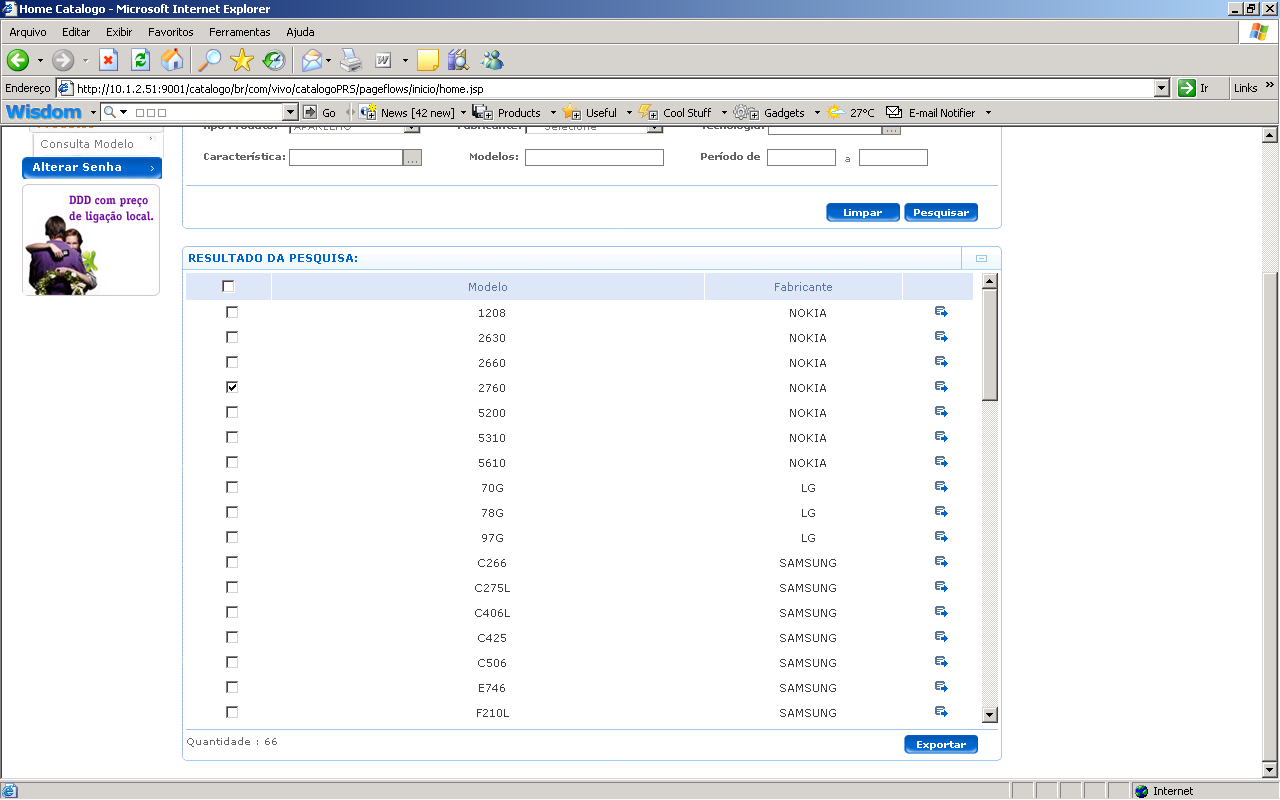 Home Catalogo - Microsoft Internet Explorer
Arquivo Editar Exibir Favoritos Ferramentas Ajuda
Endereço http://10.1.2.51:9001/catalogo/br/com/vivo/catalogoPRS/pageflows/inicio/home.jsp Ir Links »
Wisdom Go News [42 new] Products Useful Cool Stuff Gadgets 27°C E-mail Notifier
Tipo Produto: APARELHO Fabricante: Selecione Tecnologia: ...
Consulta Modelo
Característica: ... Modelos: Período de a
Alterar Senha
DDD com preço
de ligação local.
Limpar Pesquisar
RESULTADO DA PESQUISA:
Modelo Fabricante
1208 NOKIA
2630 NOKIA
2660 NOKIA
2760 NOKIA
5200 NOKIA
5310 NOKIA
5610 NOKIA
70G LG
78G LG
97G LG
C266 SAMSUNG
C275L SAMSUNG
C406L SAMSUNG
C425 SAMSUNG
C506 SAMSUNG
E746 SAMSUNG
F210L SAMSUNG
Quantidade : 66
Exportar
Internet